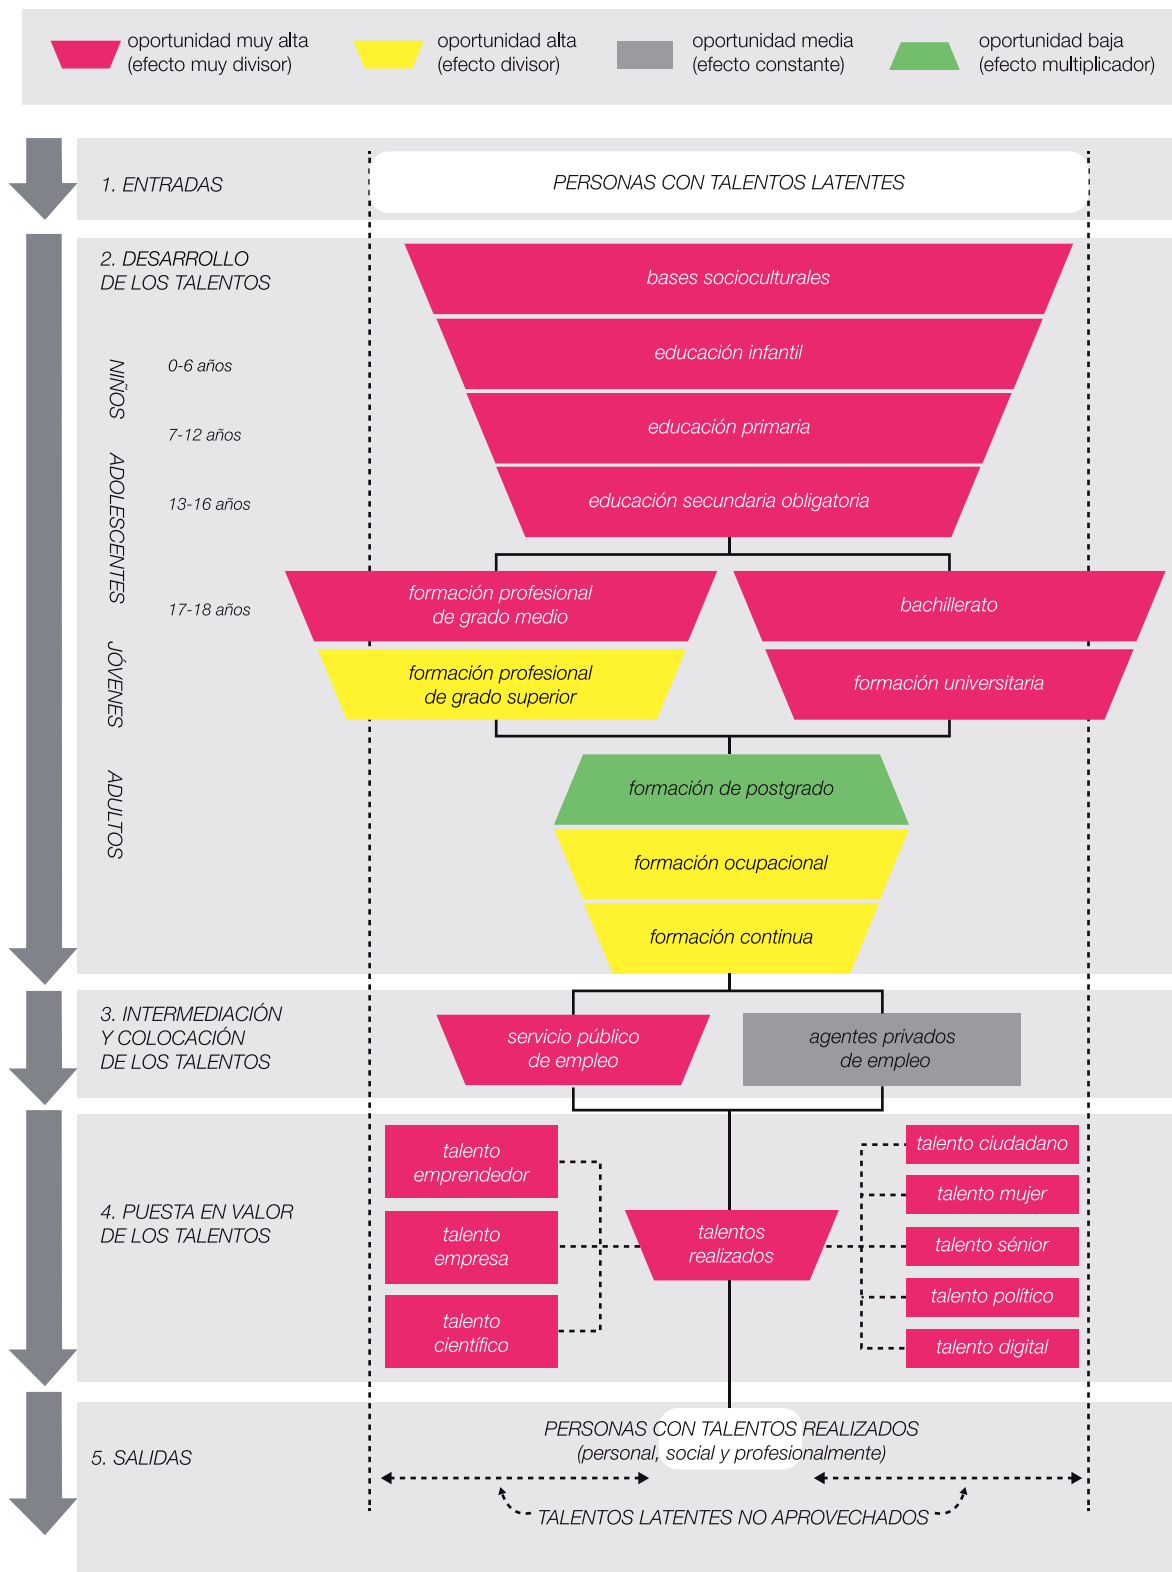 oportunidad muy alta
(efecto muy divisor)
oportunidad alta
(efecto divisor)
oportunidad media
(efecto constante)
oportunidad baja
(efecto multiplicador)
1. ENTRADAS
PERSONAS CON TALENTOS LATENTES
2. DESARROLLO
DE LOS TALENTOS
bases socioculturales
NIÑOS
0-6 años
educación infantil
7-12 años
educación primaria
ADOLESCENTES
13-16 años
educación secundaria obligatoria
17-18 años
formación profesional
de grado medio
bachillerato
JÓVENES
formación profesional
de grado superior
formación universitaria
ADULTOS
formación de postgrado
formación ocupacional
formación continua
3. INTERMEDIACIÓN
Y COLOCACIÓN
DE LOS TALENTOS
servicio público
de empleo
agentes privados
de empleo
4. PUESTA EN VALOR
DE LOS TALENTOS
talento
emprendedor
talento
empresa
talento
científico
talentos
realizados
talento ciudadano
talento mujer
talento sénior
talento político
talento digital
5. SALIDAS
PERSONAS CON TALENTOS REALIZADOS
(personal, social y profesionalmente)
TALENTOS LATENTES NO APROVECHADOS